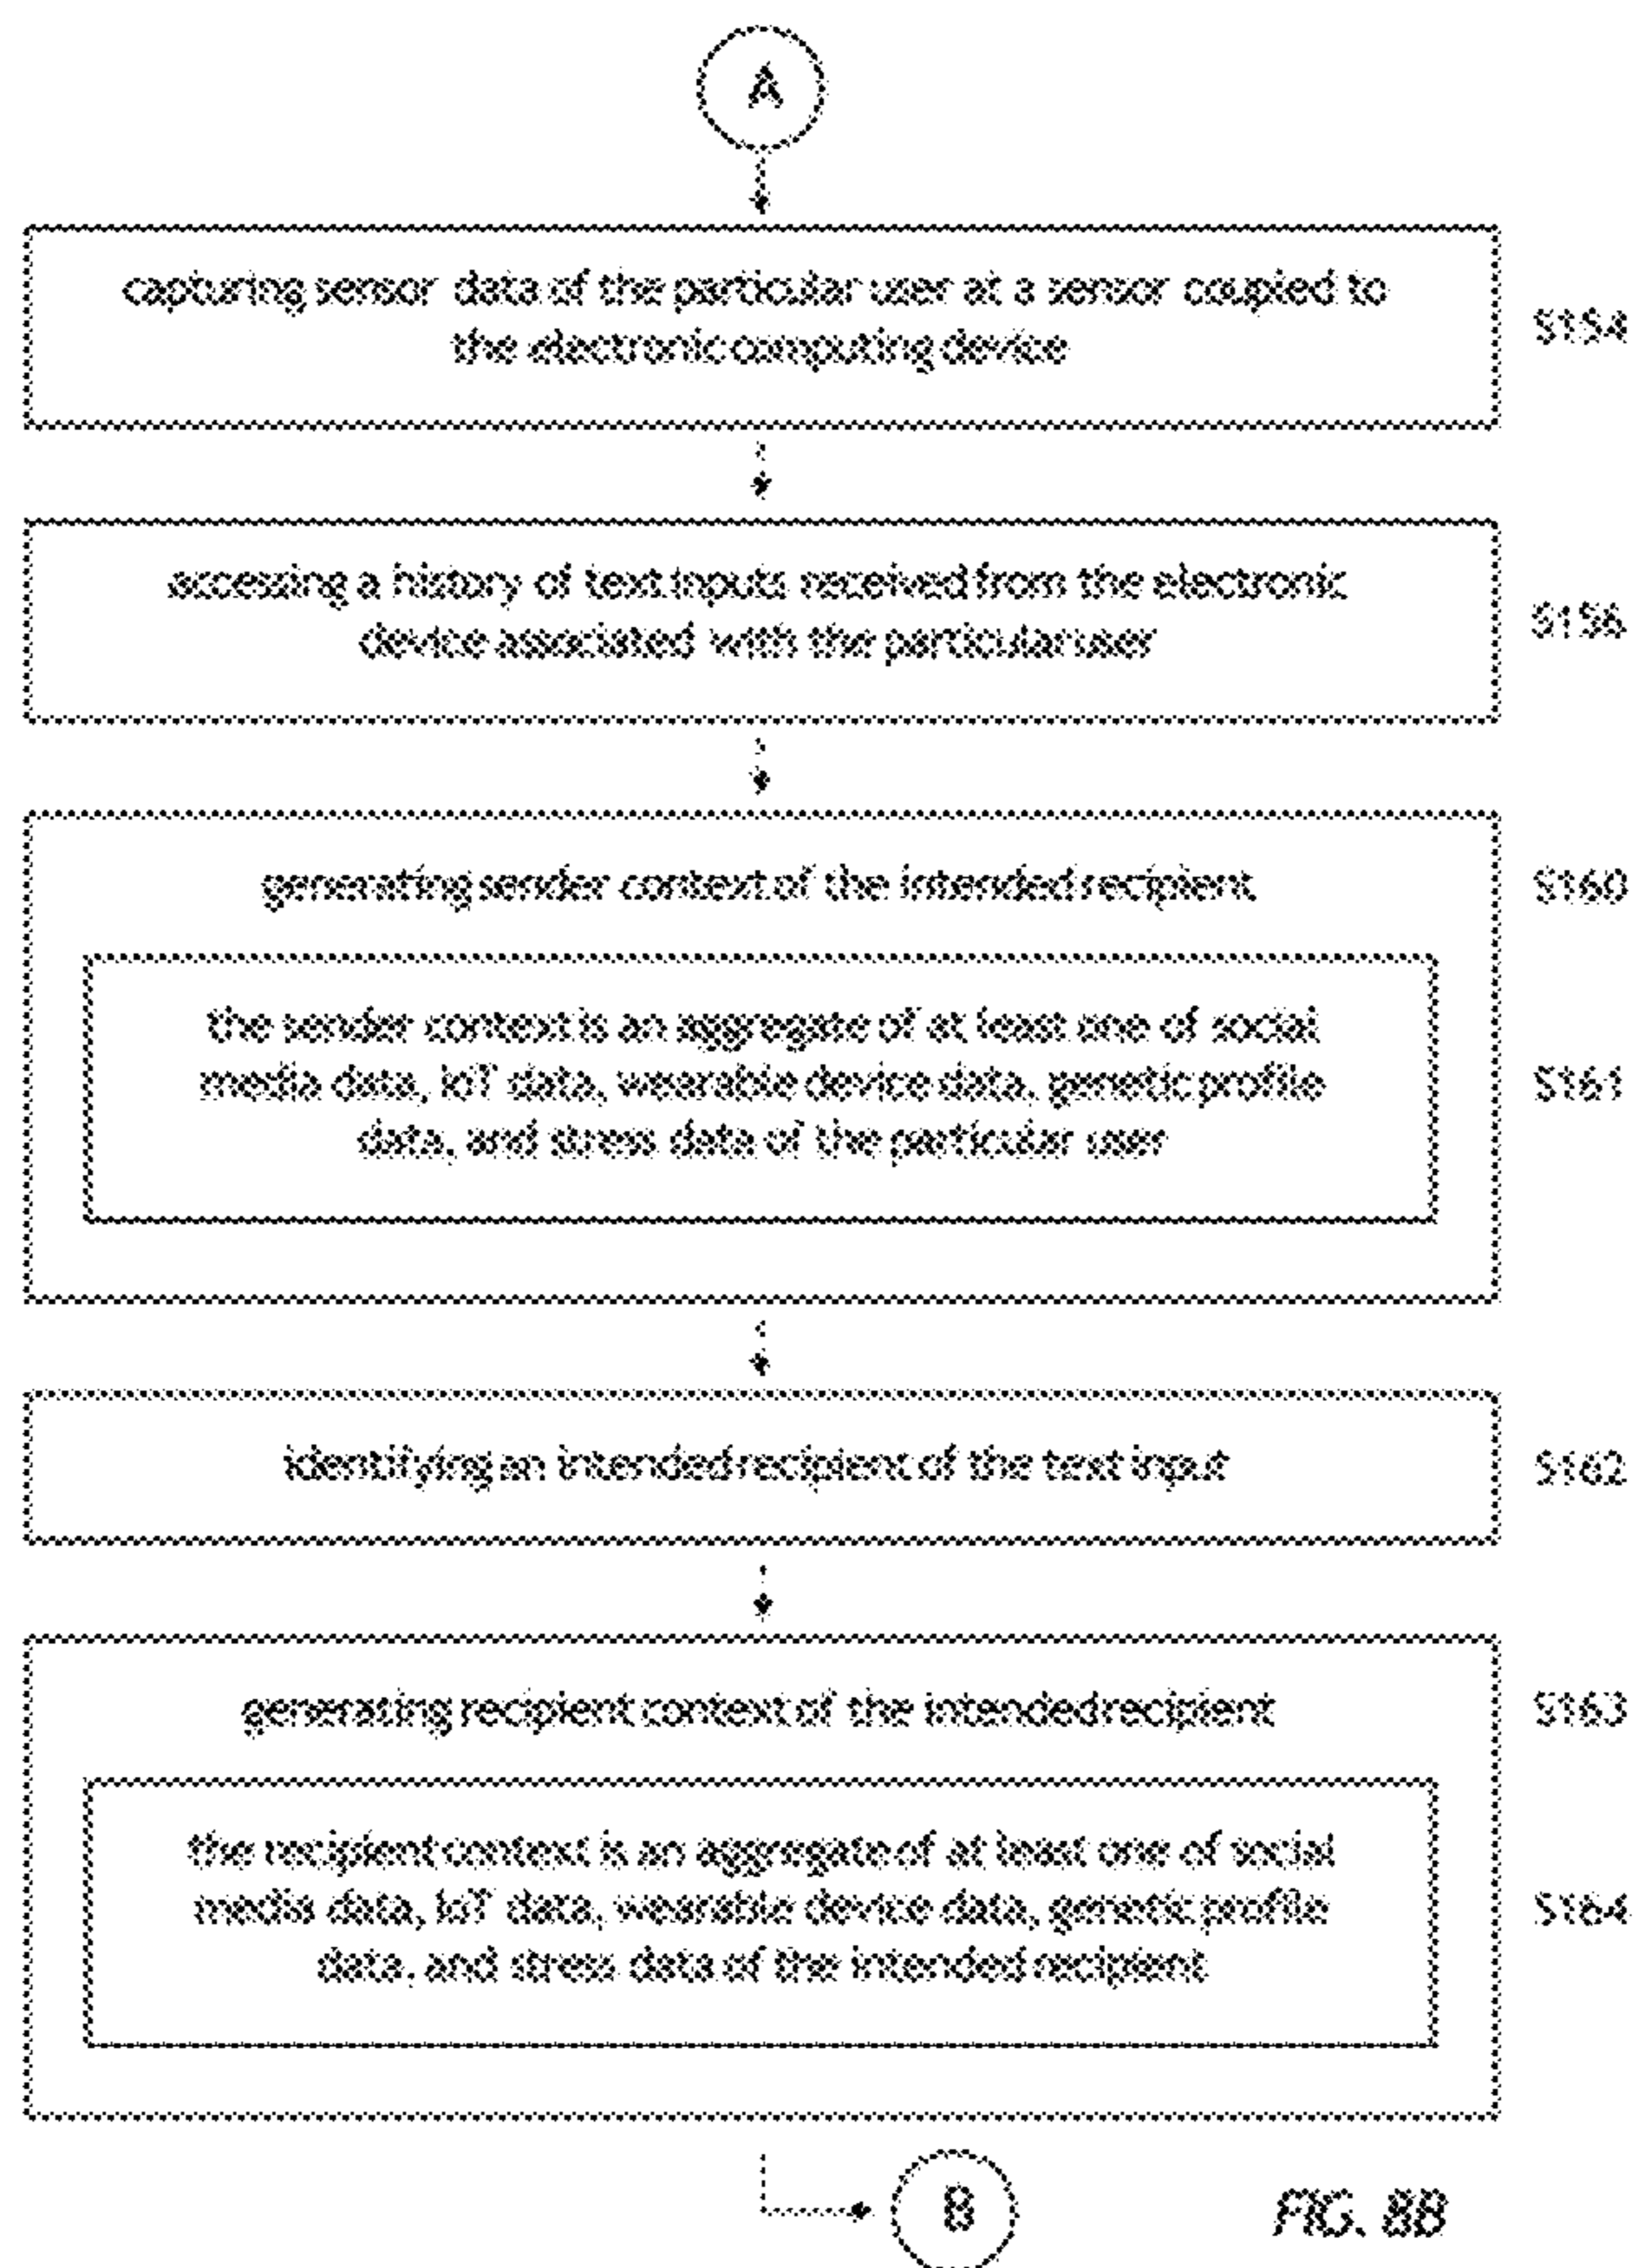 A
capturing sensor data of the particular user at a sensor coupled to
the electronic computing device
S154
accessing a history of text inputs received from the electronic
device associated with the particular user
S156
generating sender context of the intended recipient
S160
the sender context is an aggregate of at least one of social
media data, IoT data, wearable device data, genetic profile
data, and stress data of the particular user
S161
identifying an intended recipient of the text input
S162
generating recipient context of the intended recipient
S163
the recipient context is an aggregate of at least one of social
media data, IoT data, wearable device data, genetic profile
data, and stress data of the intended recipient
S164
B
FIG. 8B